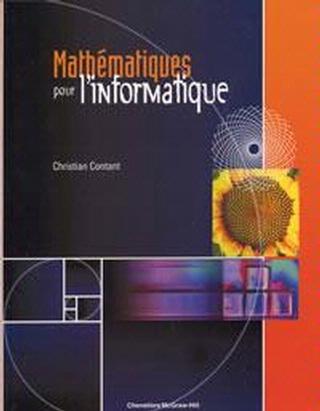 Mathématiques
pour l'informatique
Christian Contant
Chenelière/McGraw-Hill